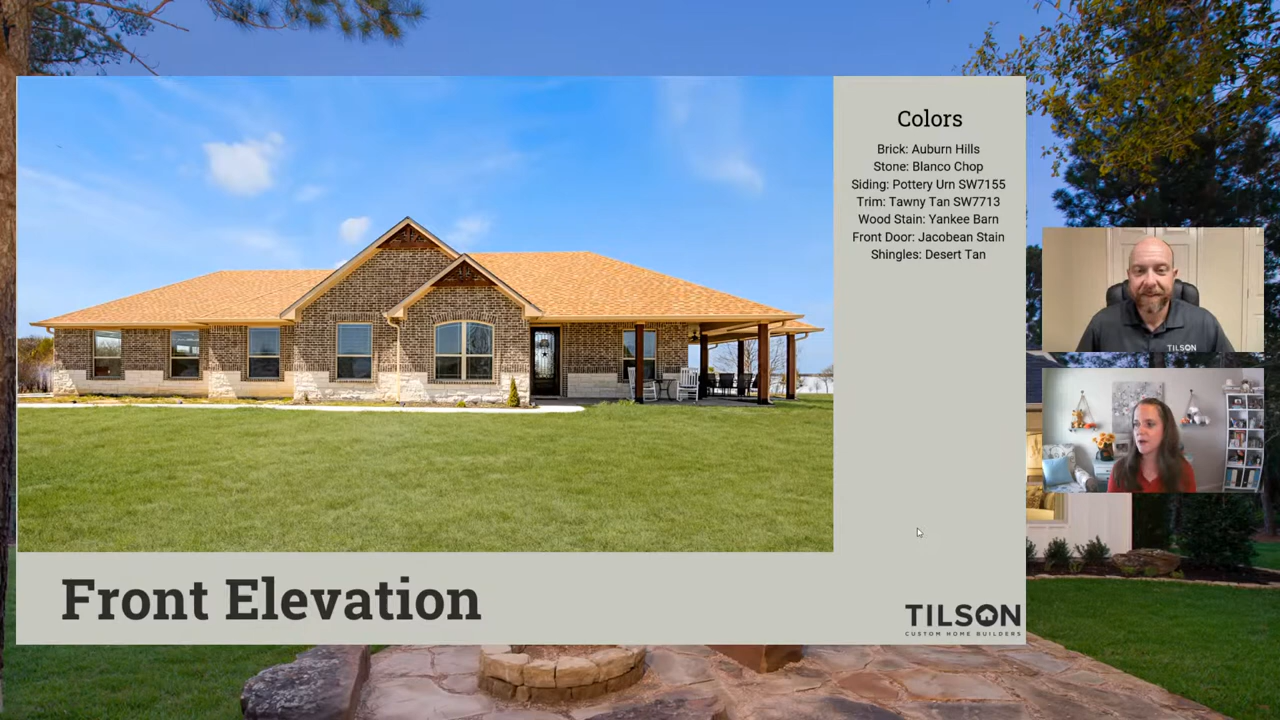 Colors
Brick: Auburn Hills
Stone: Blanco Chop
Siding: Pottery Urn SW7155
Trim: Tawny Tan SW7713
Wood Stain: Yankee Barn
Front Door: Jacobean Stain
Shingles: Desert Tan
TILSON
Front Elevation
TILSON
CUSTOM HOME BUILDERS